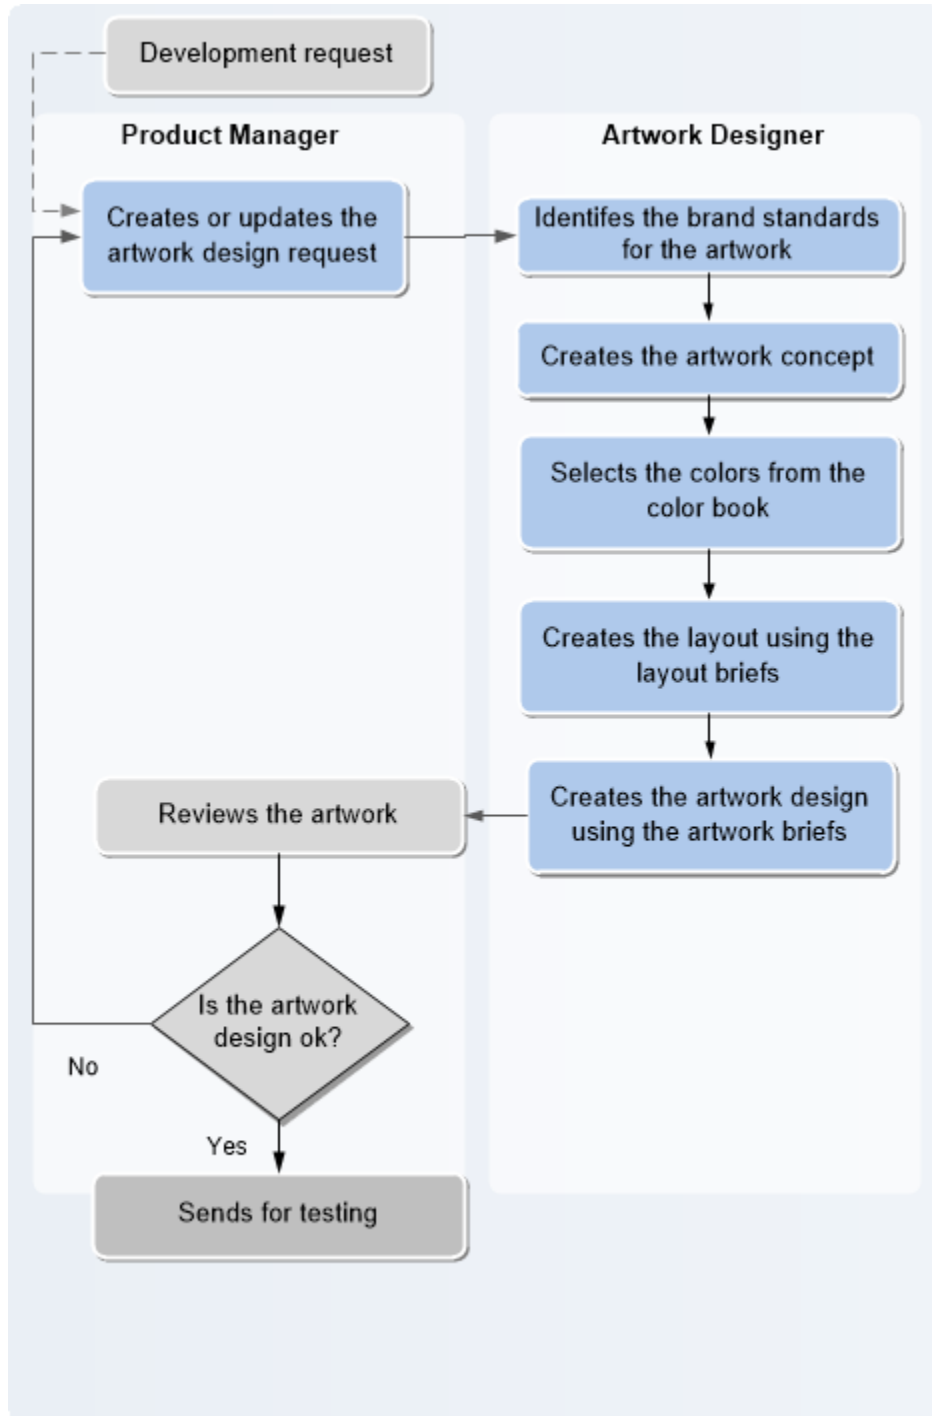 Development request
Product Manager
Artwork Designer
Creates or updates the
artwork design request
Identifes the brand standards
for the artwork
Creates the artwork concept
Selects the colors from the
color book
Creates the layout using the
layout briefs
Creates the artwork design
using the artwork briefs
Reviews the artwork
Is the artwork
design ok?
No
Yes
Sends for testing